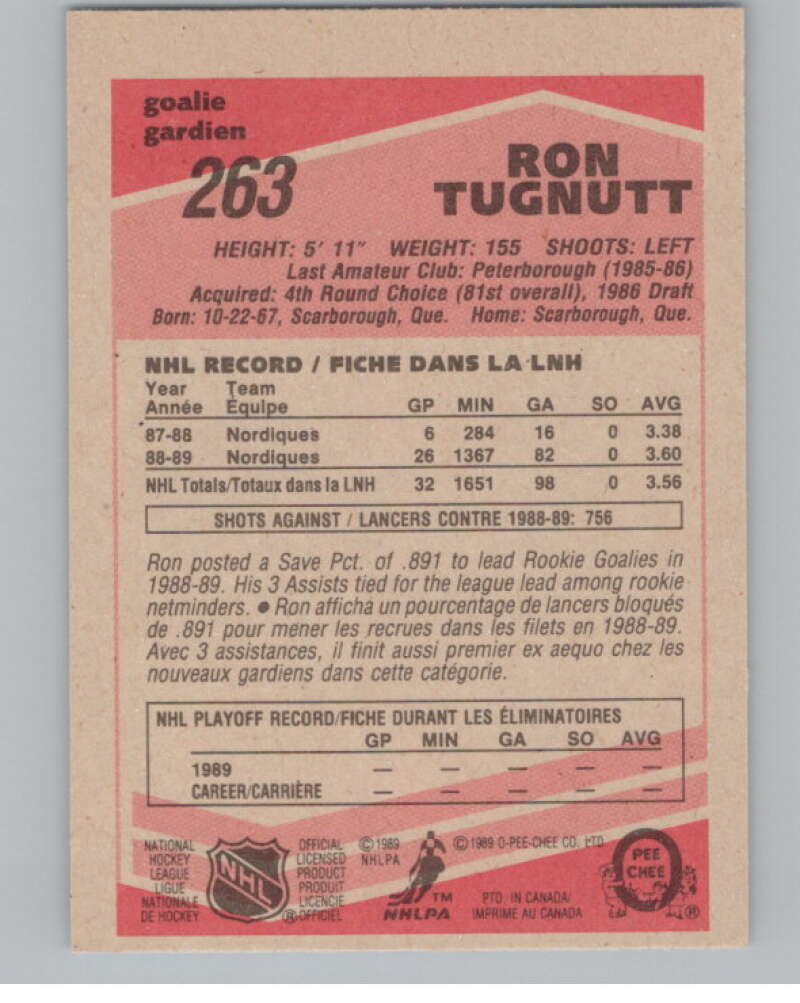 goalie
gardien
263
RON
TUGNUTT
HEIGHT: 5' 11" WEIGHT: 155 SHOOTS: LEFT
Last Amateur Club: Peterborough (1985-86)
Acquired: 4th Round Choice (81st overall), 1986 Draft
Born: 10-22-67, Scarborough, Que. Home: Scarborough, Que.
NHL RECORD / FICHE DANS LA LNH
Year Team
Année Équipe GP MIN GA SO AVG
87-88 Nordiques 6 284 16 0 3.38
88-89 Nordiques 26 1367 82 0 3.60
NHL Totals/Totaux dans la LNH 32 1651 98 0 3.56
SHOTS AGAINST / LANCERS CONTRE 1988-89: 756
Ron posted a Save Pct. of .891 to lead Rookie Goalies in
1988-89. His 3 Assists tied for the league lead among rookie
netminders. ● Ron afficha un pourcentage de lancers bloqués
de .891 pour mener les recrues dans les filets en 1988-89.
Avec 3 assistances, il finit aussi premier ex aequo chez les
nouveaux gardiens dans cette catégorie.
NHL PLAYOFF RECORD/FICHE DURANT LES ÉLIMINATOIRES
GP MIN GA SO AVG
1989 — — — — —
CAREER/CARRIÈRE — — — — —
NATIONAL
HOCKEY
LEAGUE
LIGUE
NATIONALE
DE HOCKEY
NHL
®
OFFICIAL
LICENSED
PRODUCT
PRODUIT
LICENCIE
OFFICIEL
©1989
NHLPA
TM
NHLPA
©1989 O-PEE-CHEE CO. LTD
PTD. IN CANADA/
IMPRIME AU CANADA
PEE
CHEE
®